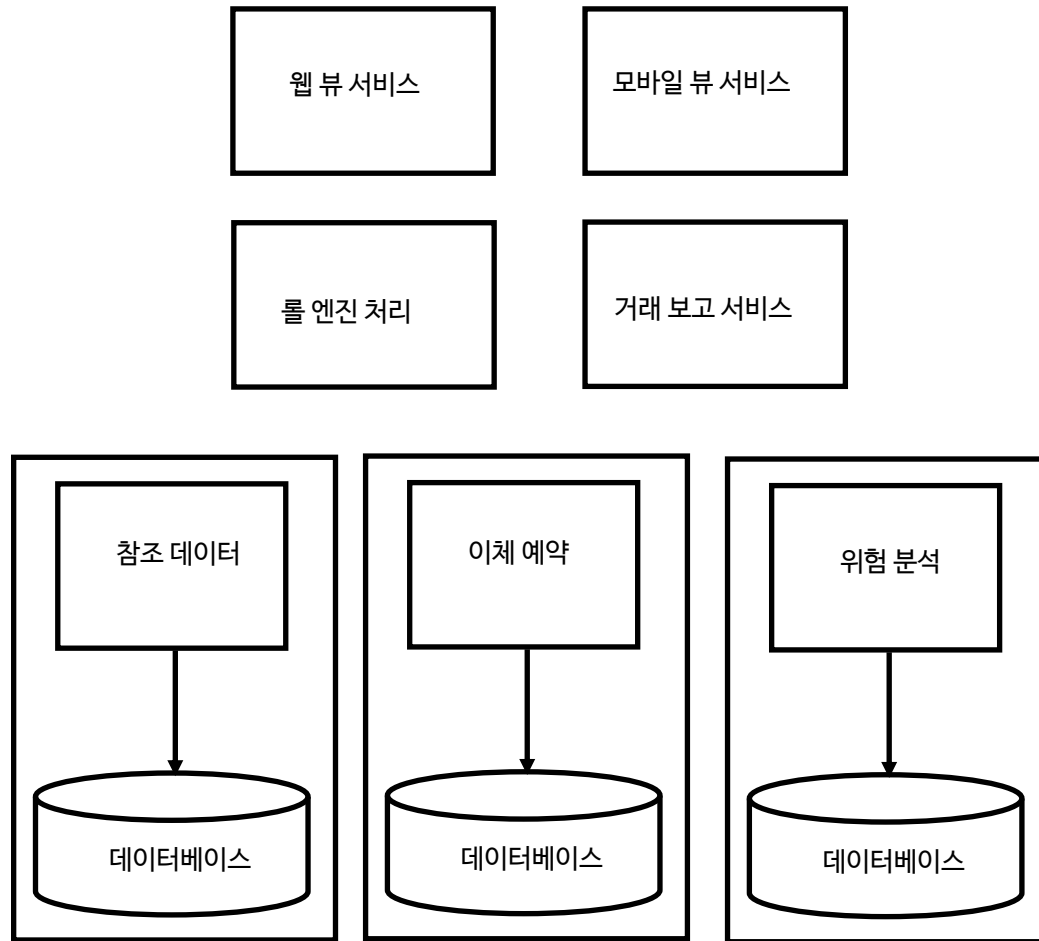 웹 뷰 서비스
모바일 뷰 서비스
롤 엔진 처리
거래 보고 서비스
참조 데이터
이체 예약
위험 분석
데이터베이스
데이터베이스
데이터베이스